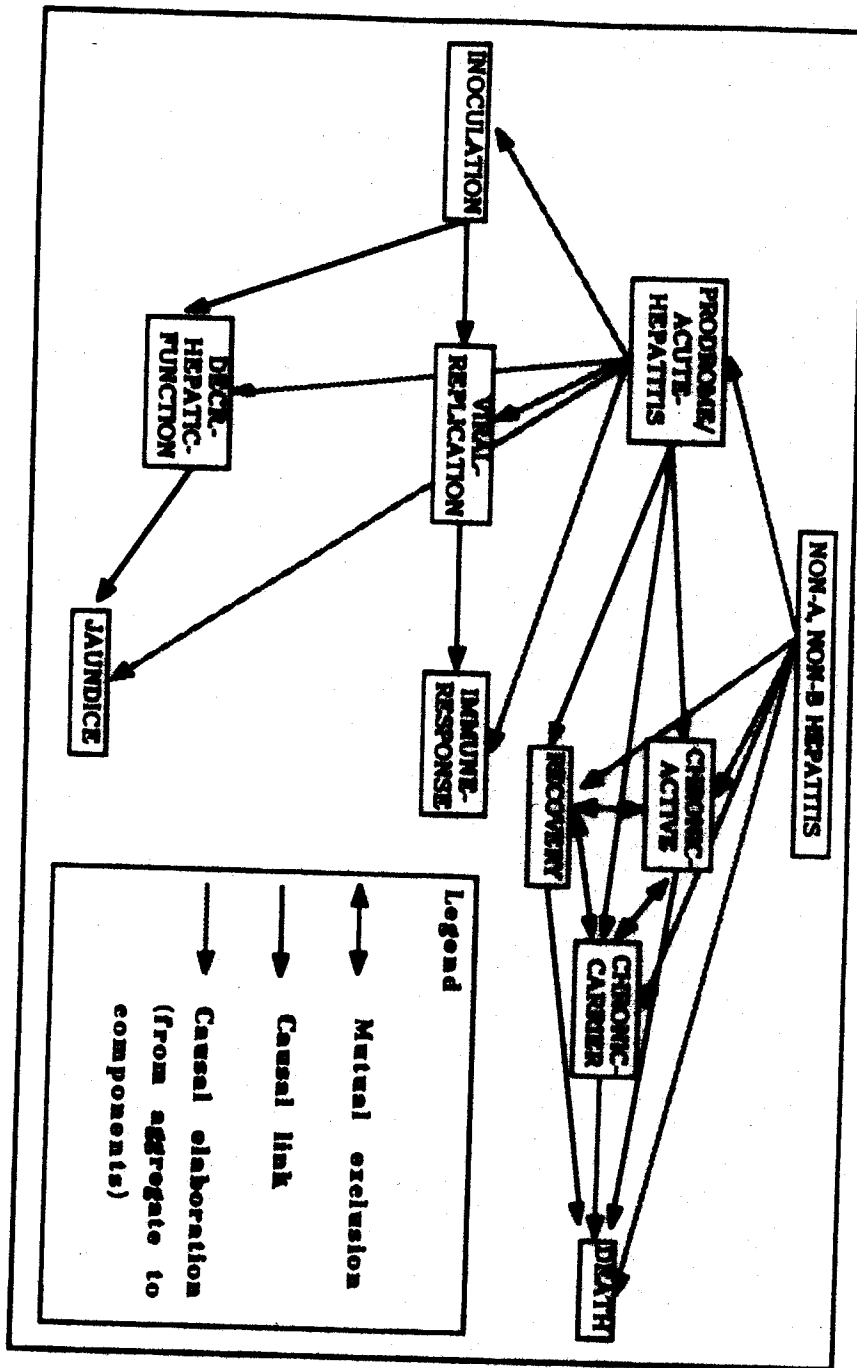 NON-A, NON-B HEPATITIS
PRODROME/
ACUTE-
HEPATITIS
CHRONIC-
ACTIVE
CHRONIC-
CARRIER
RECOVERY
DEATH
INOCULATION
VIRAL-
REPLICATION
IMMUNE-
RESPONSE
DECR-
HEPATIC-
FUNCTION
JAUNDICE
Legend
Mutual exclusion
Causal link
Causal elaboration
(from aggregate to
components)